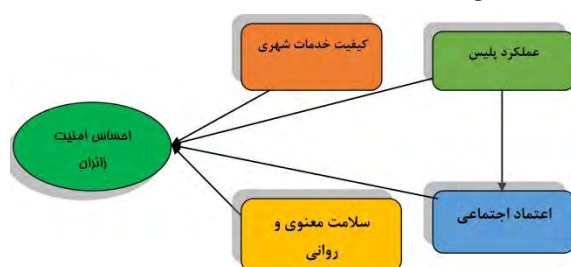 عملکرد پلیس
کیفیت خدمات شهری
احساس امنیت
زائران
اعتماد اجتماعی
سلامت معنوی و
روانی